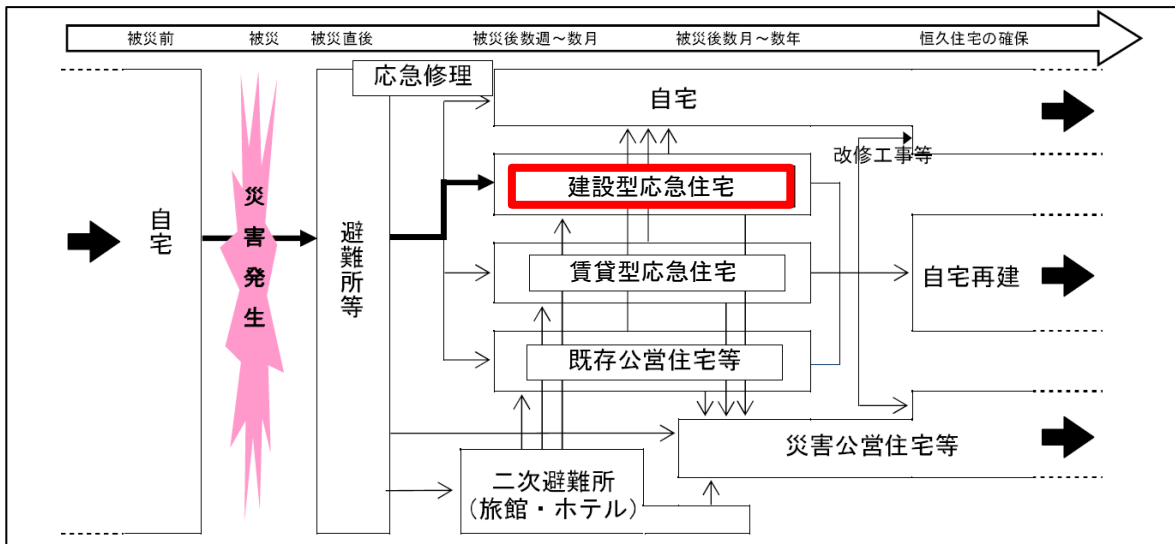 被災前
被災
被災直後
被災後数週～数月
被災後数月～数年
恒久住宅の確保
応急修理
自宅
改修工事等
建設型応急住宅
自宅
災害発生
避難所等
賃貸型応急住宅
自宅再建
既存公営住宅等
災害公営住宅等
二次避難所
(旅館・ホテル)